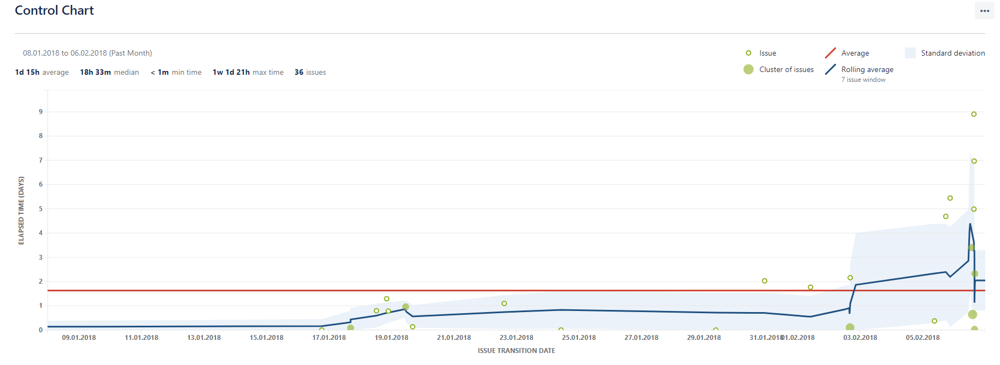 Control Chart
•••
08.01.2018 to 06.02.2018 (Past Month)
1d 15h average 18h 33m median < 1m min time 1w 1d 21h max time 36 issues
Issue
Average
Standard deviation
Cluster of issues
Rolling average
7 issue window
ELAPSED TIME (DAYS)
9
8
7
6
5
4
3
2
1
0
09.01.2018 11.01.2018 13.01.2018 15.01.2018 17.01.2018 19.01.2018 21.01.2018 23.01.2018 25.01.2018 27.01.2018 29.01.2018 31.01.2018 01.02.2018 03.02.2018 05.02.2018
ISSUE TRANSITION DATE